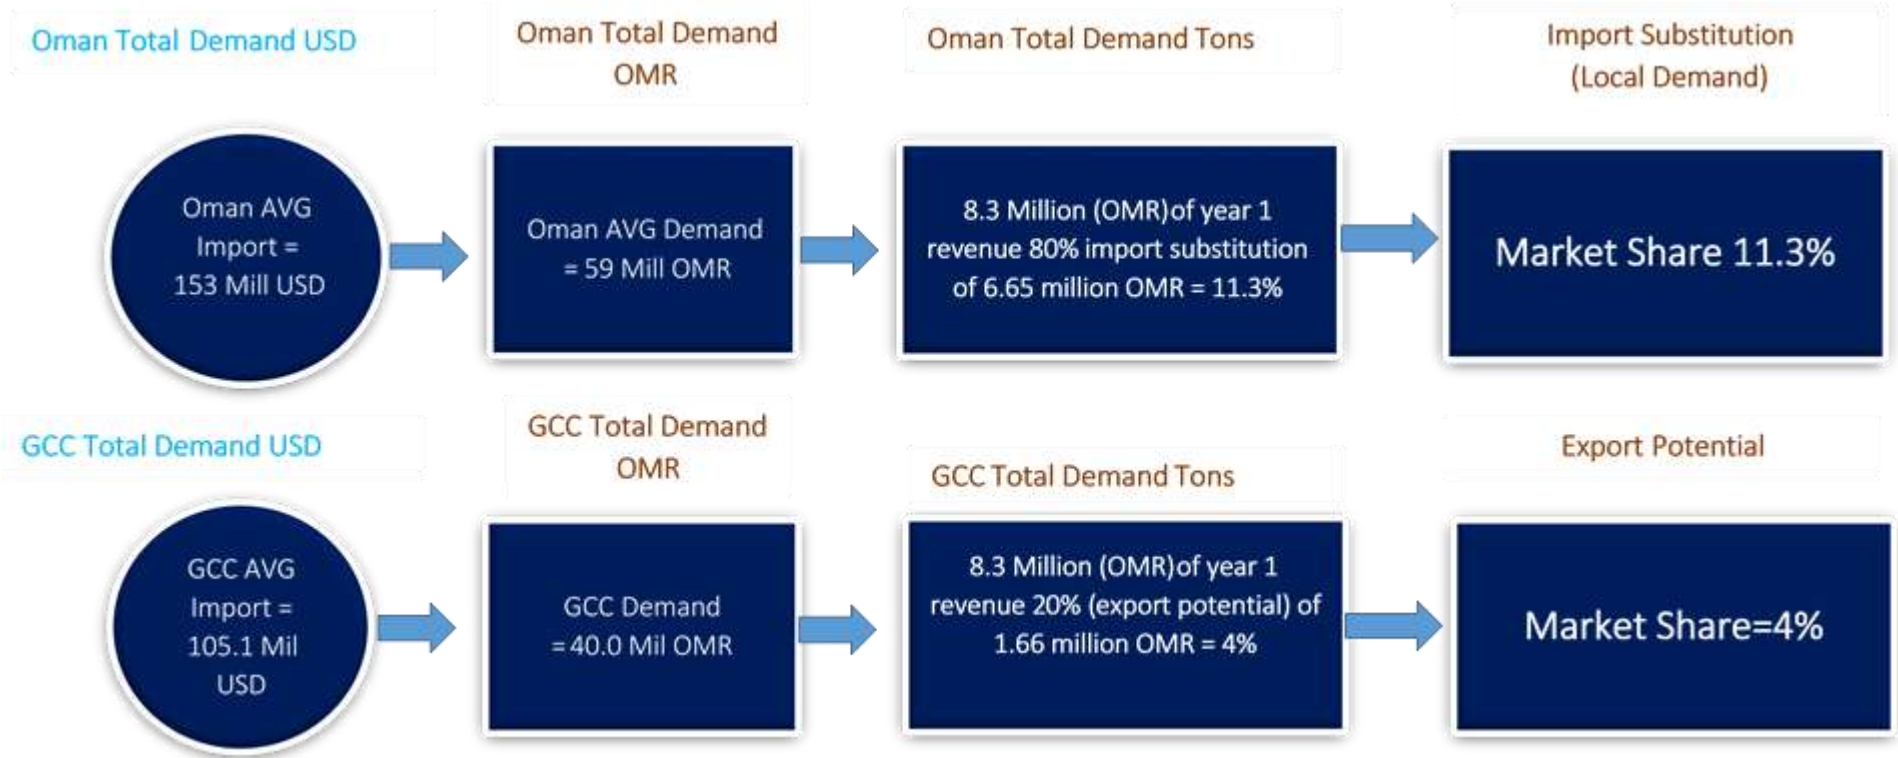 Oman Total Demand USD
Oman Total Demand
OMR
Oman Total Demand Tons
Import Substitution
(Local Demand)
Oman AVG
Import =
153 Mill USD
Oman AVG Demand
= 59 Mill OMR
8.3 Million (OMR)of year 1
revenue 80% import substitution
of 6.65 million OMR = 11.3%
Market Share 11.3%
GCC Total Demand USD
GCC Total Demand
OMR
GCC Total Demand Tons
Export Potential
GCC AVG
Import =
105.1 Mil
USD
GCC Demand
= 40.0 Mil OMR
8.3 Million (OMR)of year 1
revenue 20% (export potential) of
1.66 million OMR = 4%
Market Share=4%